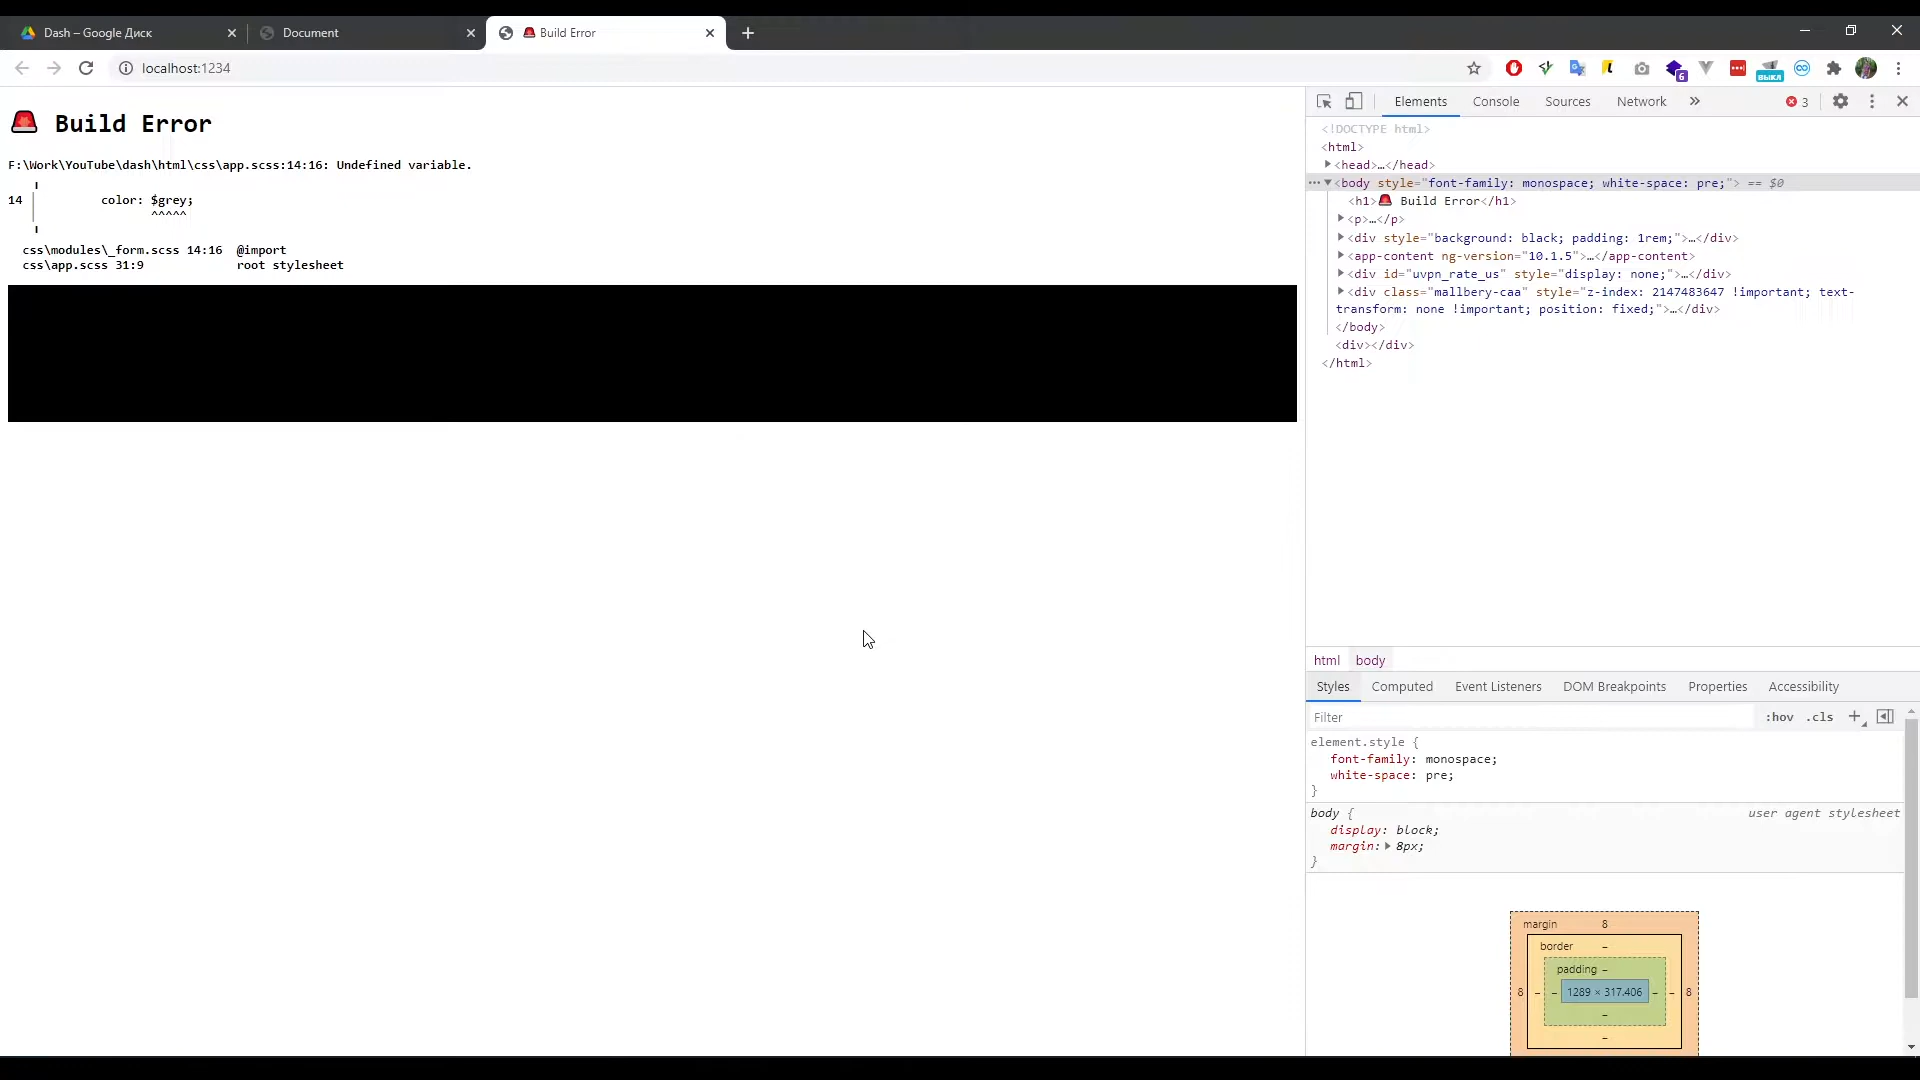 Dash – Google Диск
Document
🚨 Build Error
localhost:1234
6
выкл
🚨 Build Error
F:\Work\YouTube\dash\html\css\app.scss:14:16: Undefined variable.
14 color: $grey;
^^^^^
css\modules\_form.scss 14:16 @import
css\app.scss 31:9 root stylesheet
Elements Console Sources Network » 3
<!DOCTYPE html>
<html>
<head>…</head>
<body style="font-family: monospace; white-space: pre;"> == $0
<h1>🚨 Build Error</h1>
<p>…</p>
<div style="background: black; padding: 1rem;">…</div>
<app-content ng-version="10.1.5">…</app-content>
<div id="uvpn_rate_us" style="display: none;">…</div>
<div class="mallbery-caa" style="z-index: 2147483647 !important; text-
transform: none !important; position: fixed;">…</div>
</body>
<div></div>
</html>
html body
Styles Computed Event Listeners DOM Breakpoints Properties Accessibility
Filter :hov .cls +
element.style {
font-family: monospace;
white-space: pre;
}
body { user agent stylesheet
display: block;
margin: 8px;
}
margin 8
border –
padding –
8 – – 1289 × 317.406 – – 8
–
–